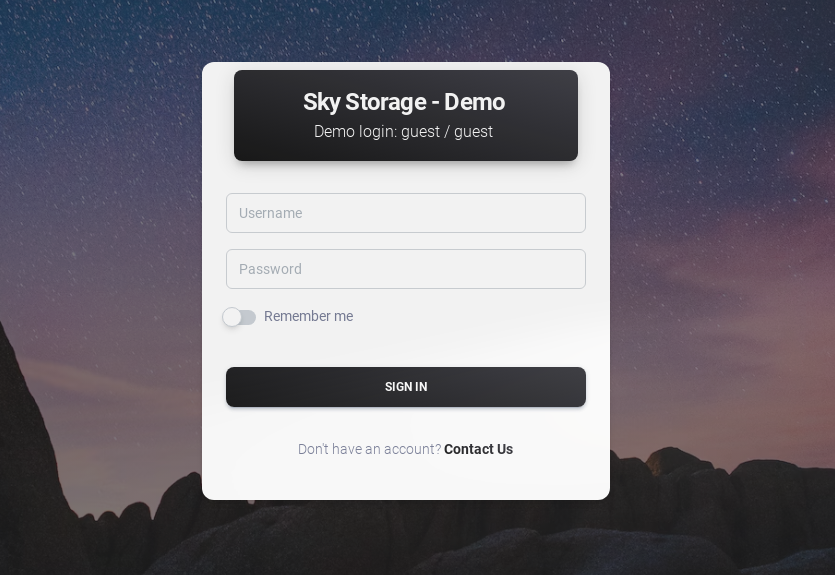 Sky Storage - Demo
Demo login: guest / guest
Username
Password
Remember me
SIGN IN
Don't have an account? Contact Us